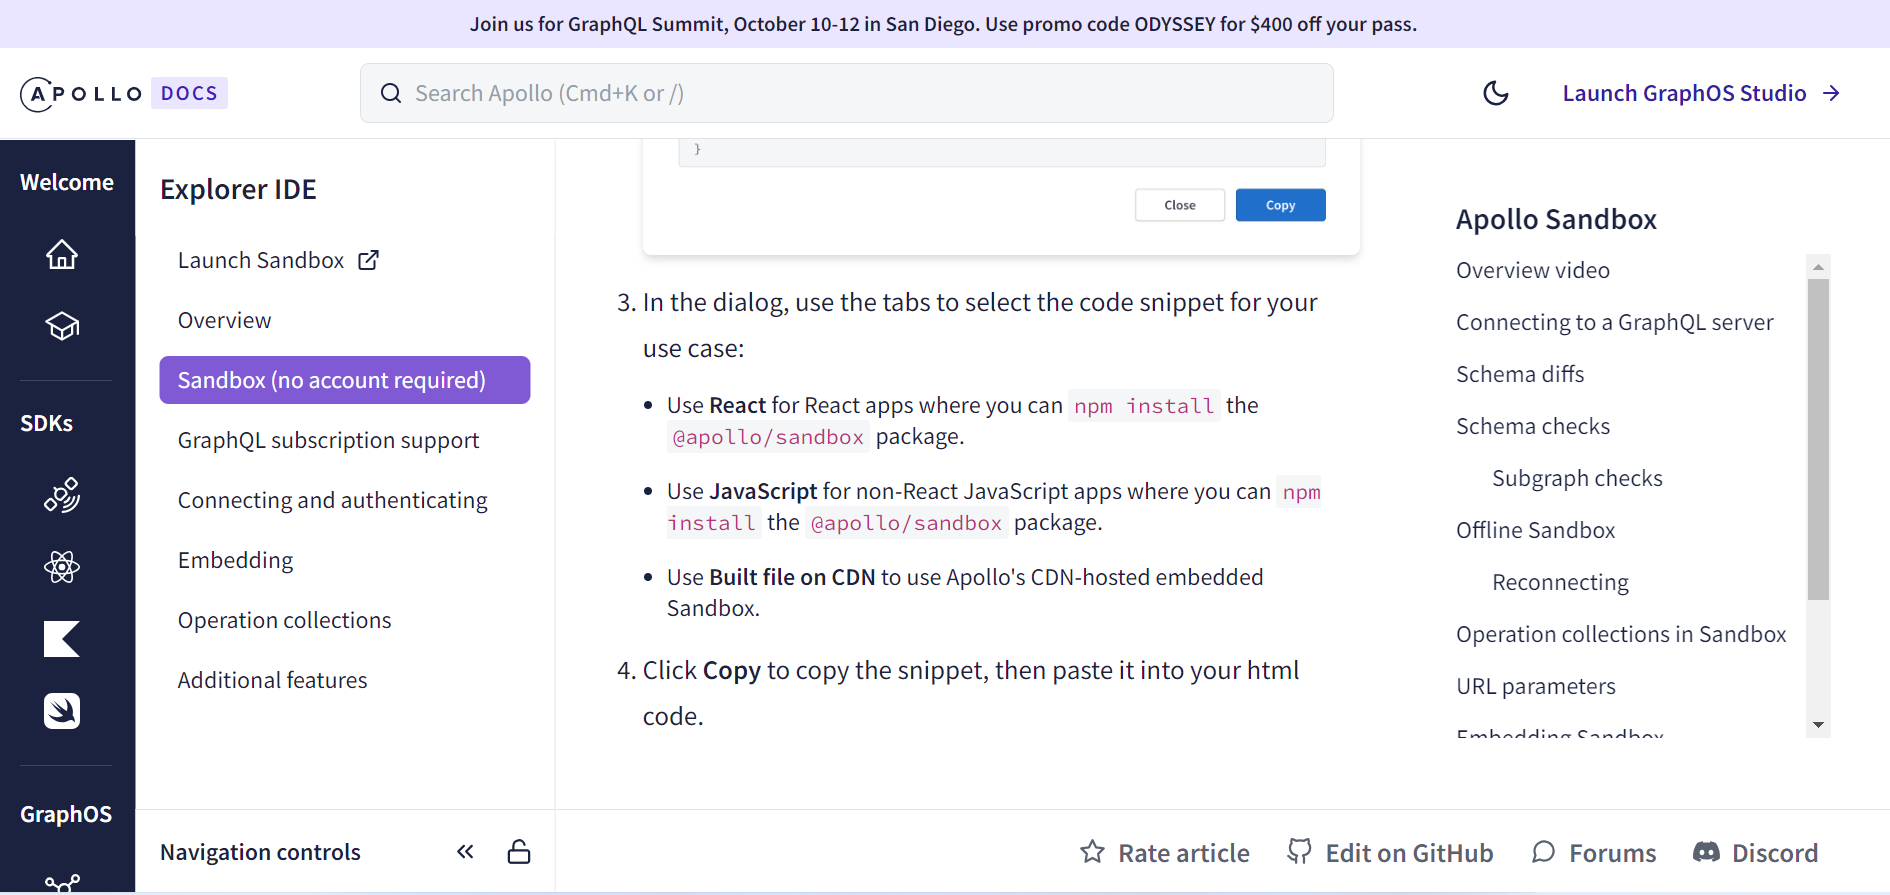 Join us for GraphQL Summit, October 10-12 in San Diego. Use promo code ODYSSEY for $400 off your pass.
APOLLO DOCS
Search Apollo (Cmd+K or /)
Launch GraphOS Studio
Welcome
SDKs
GraphOS
Explorer IDE
Launch Sandbox
Overview
Sandbox (no account required)
GraphQL subscription support
Connecting and authenticating
Embedding
Operation collections
Additional features
Navigation controls
}
Close
Copy
3. In the dialog, use the tabs to select the code snippet for your
use case:
• Use React for React apps where you can npm install the
@apollo/sandbox package.
• Use JavaScript for non-React JavaScript apps where you can npm
install the @apollo/sandbox package.
• Use Built file on CDN to use Apollo's CDN-hosted embedded
Sandbox.
4. Click Copy to copy the snippet, then paste it into your html
code.
Apollo Sandbox
Overview video
Connecting to a GraphQL server
Schema diffs
Schema checks
Subgraph checks
Offline Sandbox
Reconnecting
Operation collections in Sandbox
URL parameters
Embedding Sandbox
Rate article
Edit on GitHub
Forums
Discord